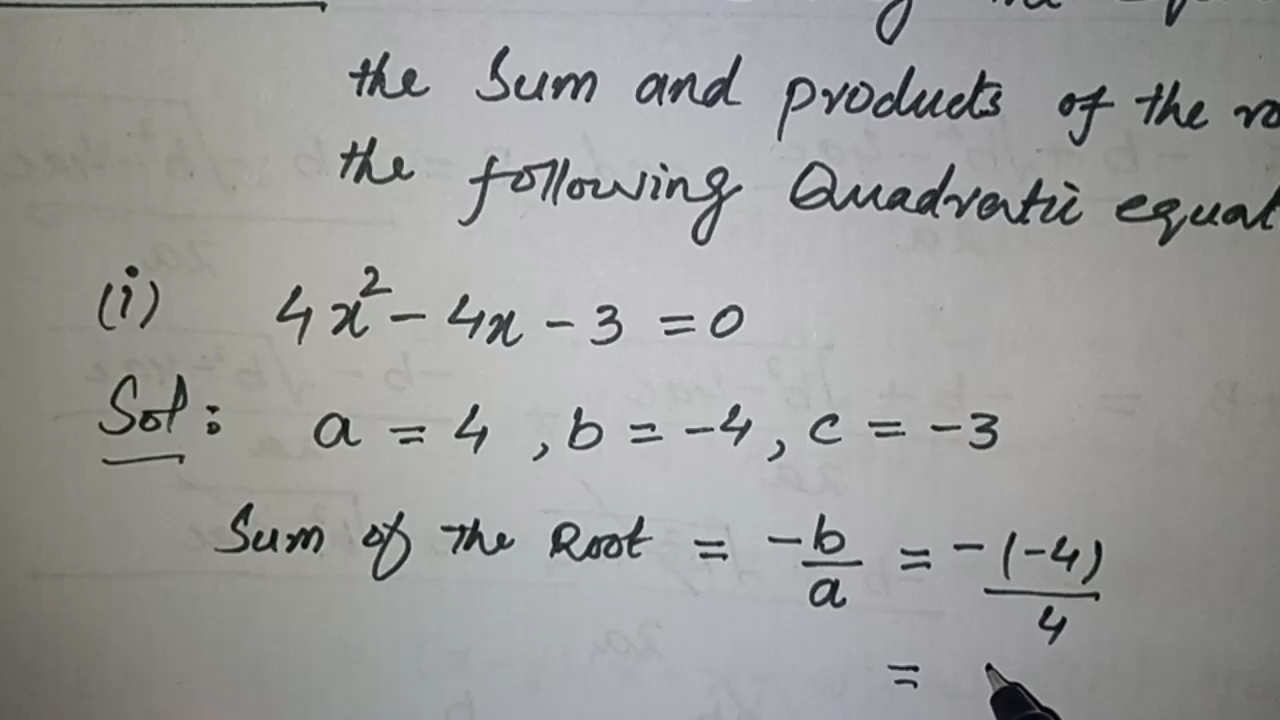 the Sum and products of the
the following Quadratic
(i) 4x² - 4x - 3 = 0
Sol: a = 4 , b = -4 , c = -3
Sum of the Root = -b/a = -(-4)/4
=